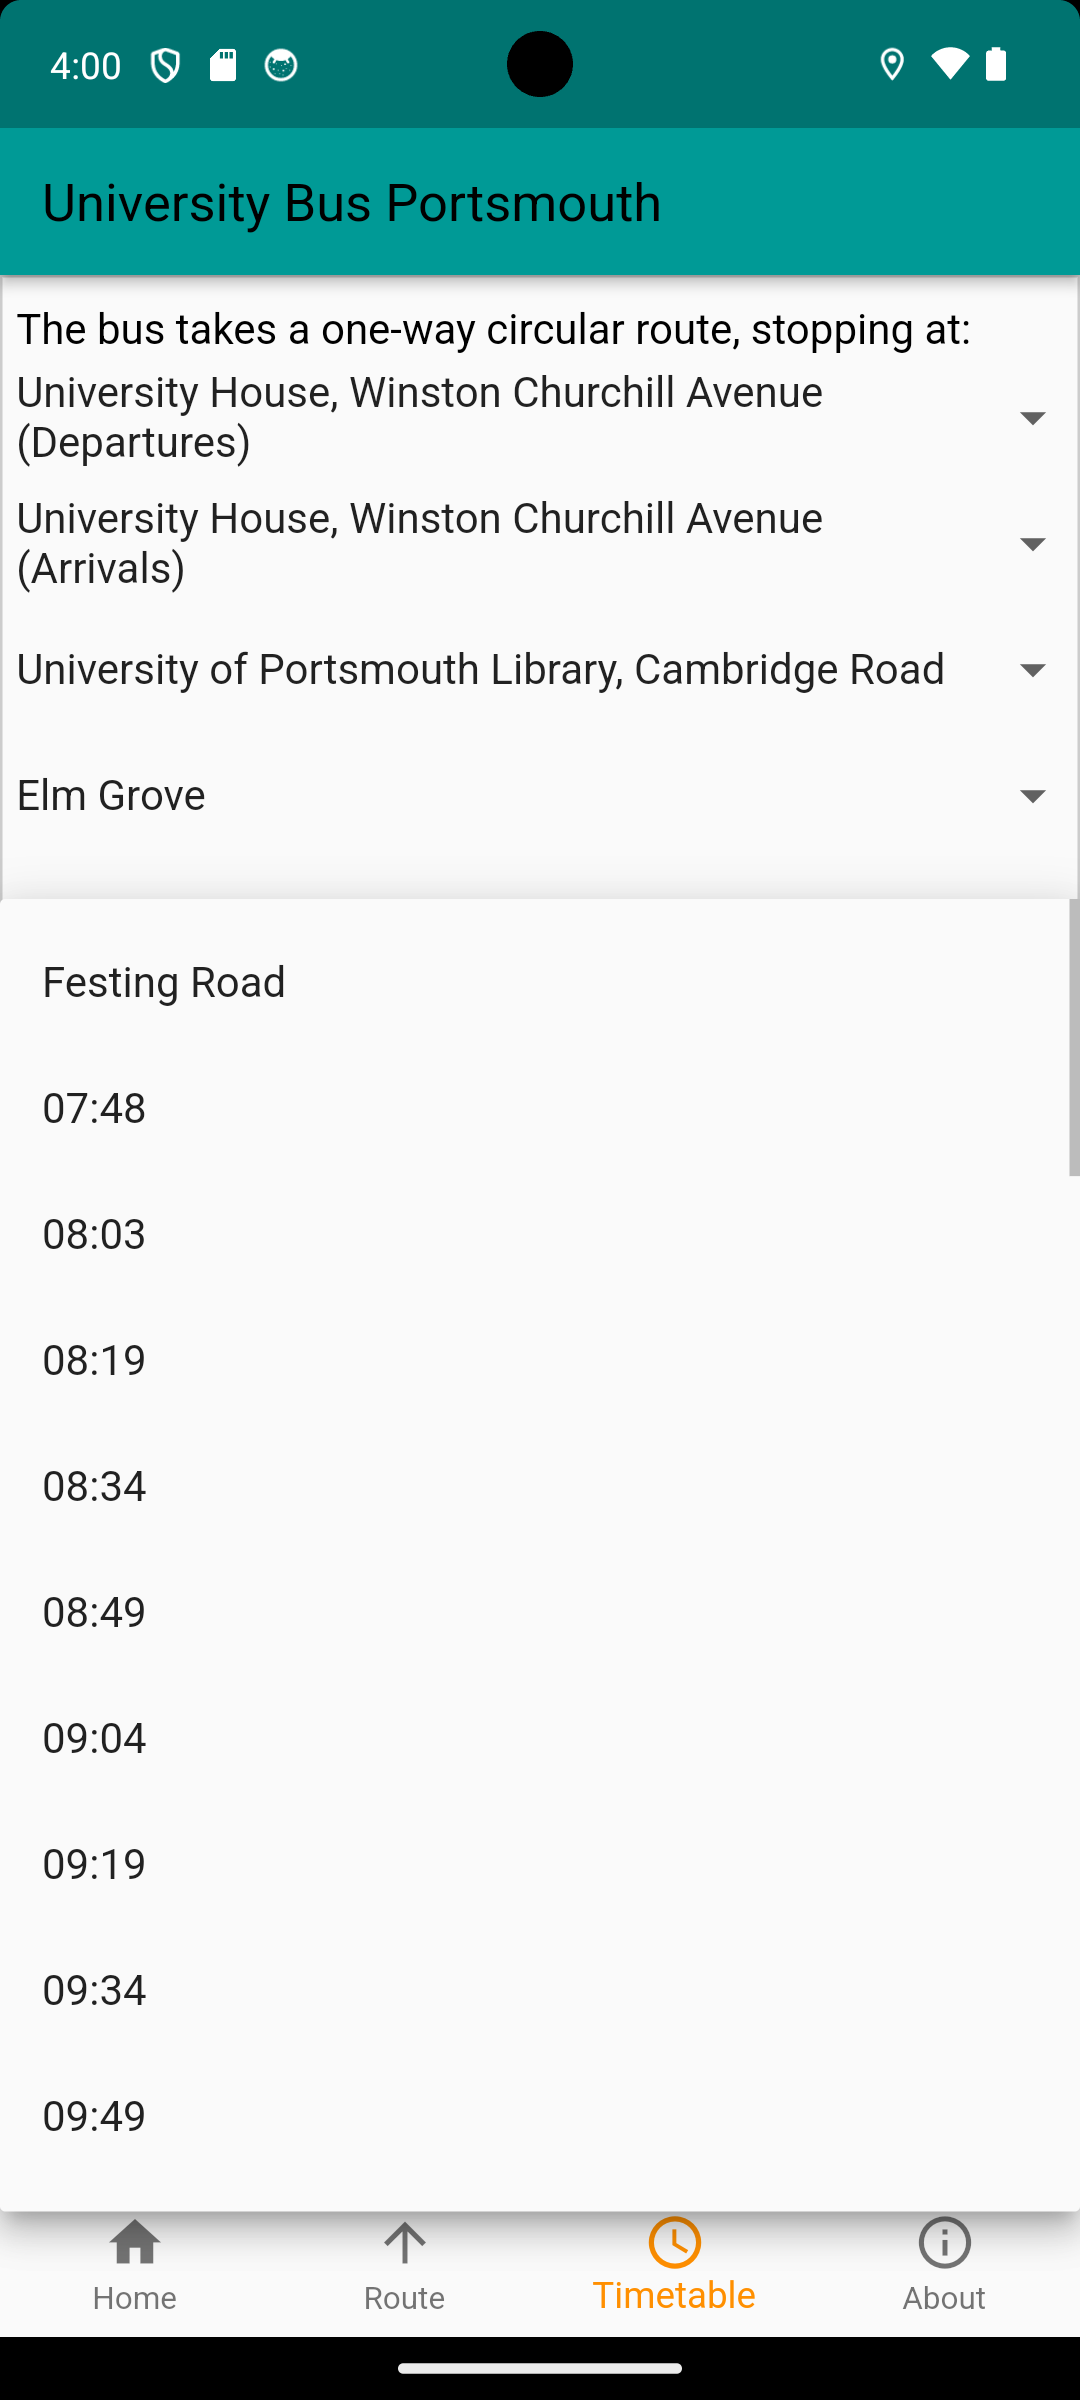 4:00
University Bus Portsmouth
The bus takes a one-way circular route, stopping at:
University House, Winston Churchill Avenue
(Departures)
University House, Winston Churchill Avenue
(Arrivals)
University of Portsmouth Library, Cambridge Road
Elm Grove
Festing Road
07:48
08:03
08:19
08:34
08:49
09:04
09:19
09:34
09:49
Home
Route
Timetable
About